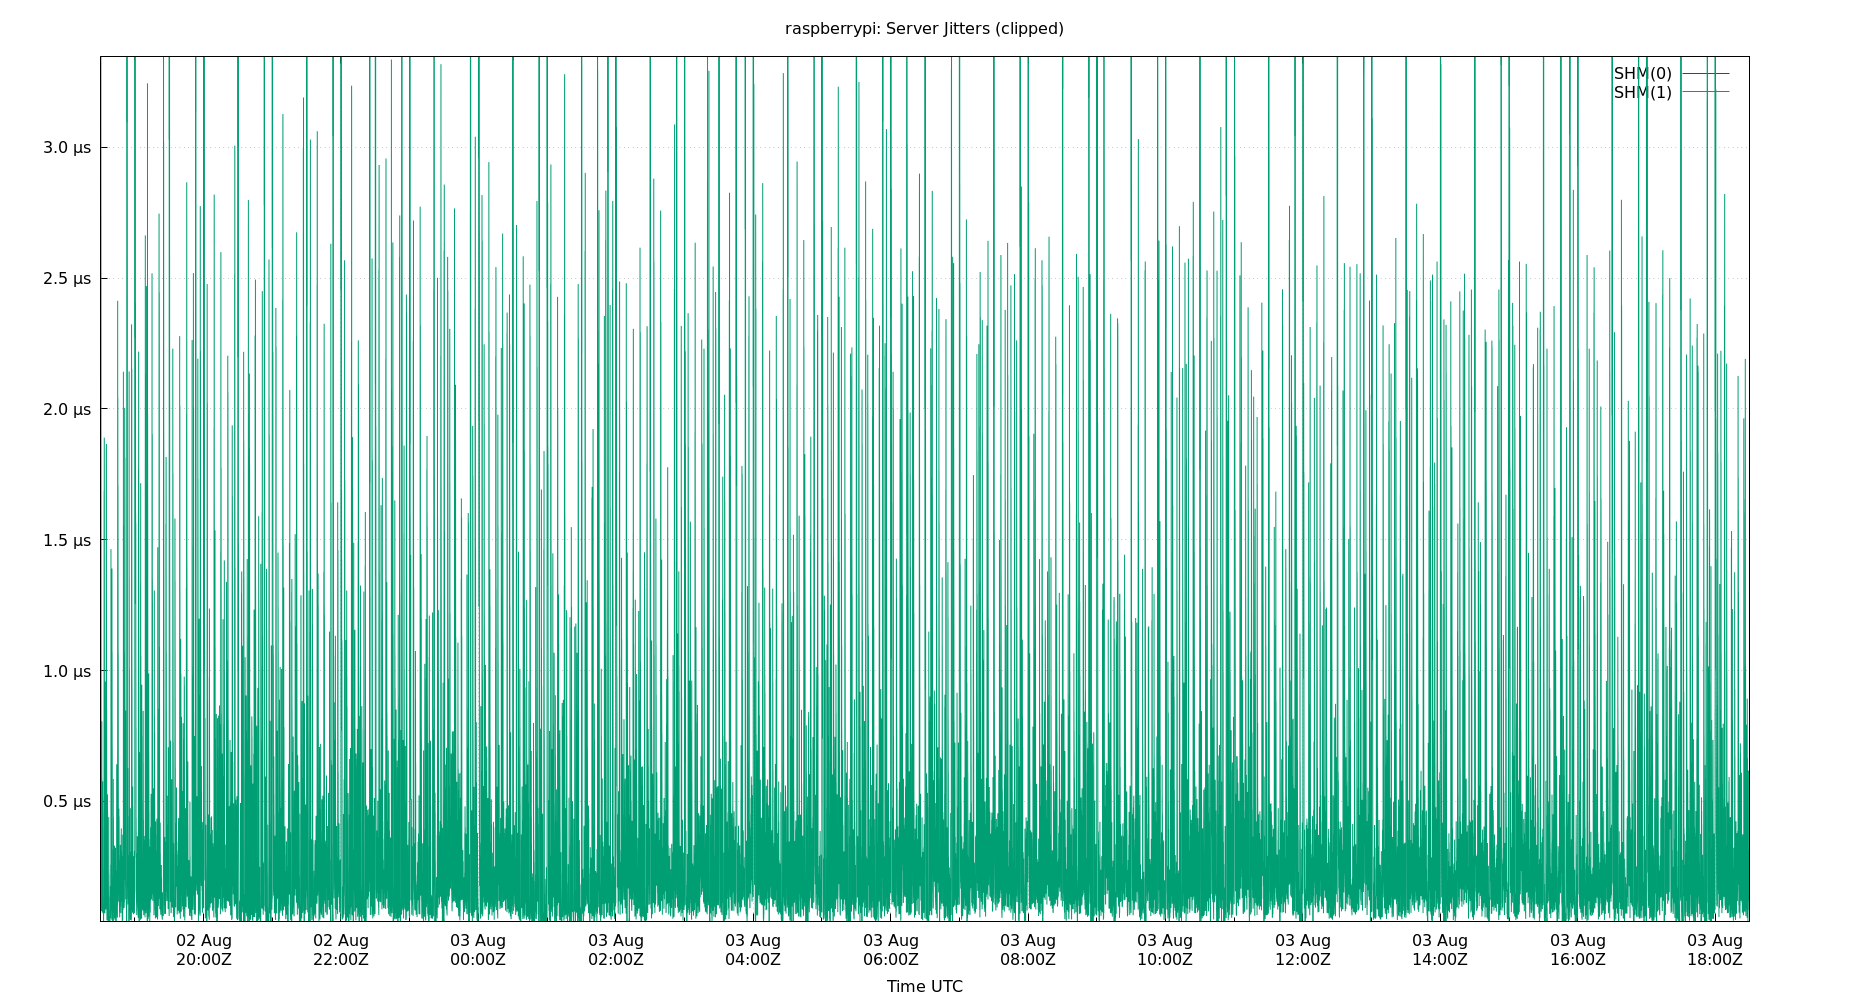 raspberrypi: Server Jitters (clipped)
SHM(0)
SHM(1)
3.0 µs
2.5 µs
2.0 µs
1.5 µs
1.0 µs
0.5 µs
02 Aug 02 Aug 03 Aug 03 Aug 03 Aug 03 Aug 03 Aug 03 Aug 03 Aug 03 Aug 03 Aug 03 Aug
20:00Z 22:00Z 00:00Z 02:00Z 04:00Z 06:00Z 08:00Z 10:00Z 12:00Z 14:00Z 16:00Z 18:00Z
Time UTC